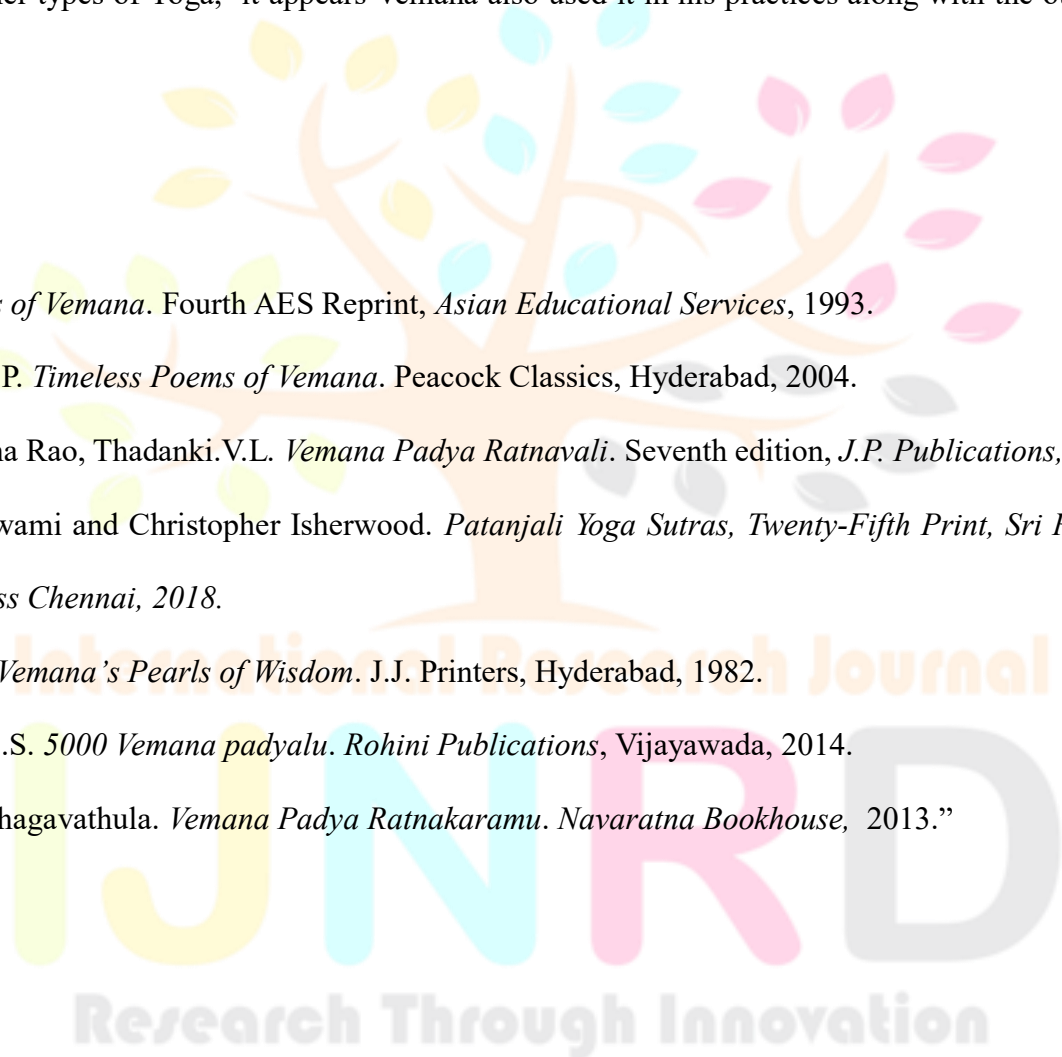 er types of Yoga," it appears Vemana also used it in his practices along with the
s of Vemana. Fourth AES Reprint, Asian Educational Services, 1993.
P. Timeless Poems of Vemana. Peacock Classics, Hyderabad, 2004.
na Rao, Thadanki.V.L. Vemana Padya Ratnavali. Seventh edition, J.P. Publications,
wami and Christopher Isherwood. Patanjali Yoga Sutras, Twenty-Fifth Print, Sri
ss Chennai, 2018.
International Research Journal
Vemana’s Pearls of Wisdom. J.J. Printers, Hyderabad, 1982.
.S. 5000 Vemana padyalu. Rohini Publications, Vijayawada, 2014.
hagavathula. Vemana Padya Ratnakaramu. Navaratna Bookhouse, 2013.”
IJNRD
Research Through Innovation